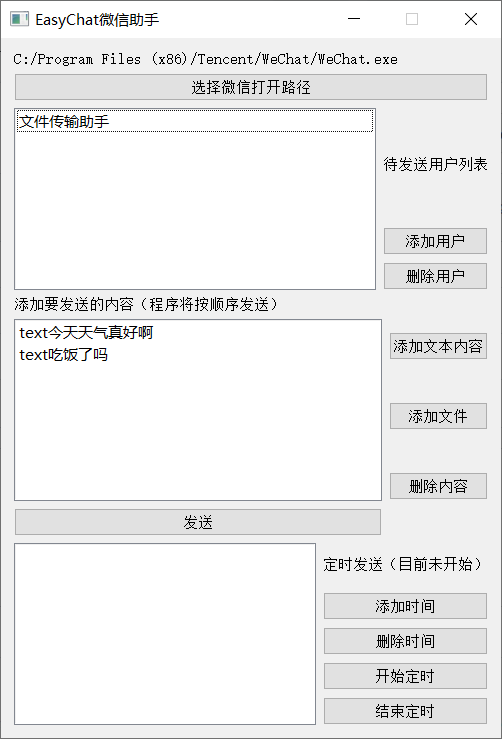 EasyChat微信助手
C:/Program Files (x86)/Tencent/WeChat/WeChat.exe
选择微信打开路径
文件传输助手
待发送用户列表
添加用户
删除用户
添加要发送的内容（程序将按顺序发送）
text今天天气真好啊
text吃饭了吗
添加文本内容
添加文件
删除内容
发送
定时发送（目前未开始）
添加时间
删除时间
开始定时
结束定时